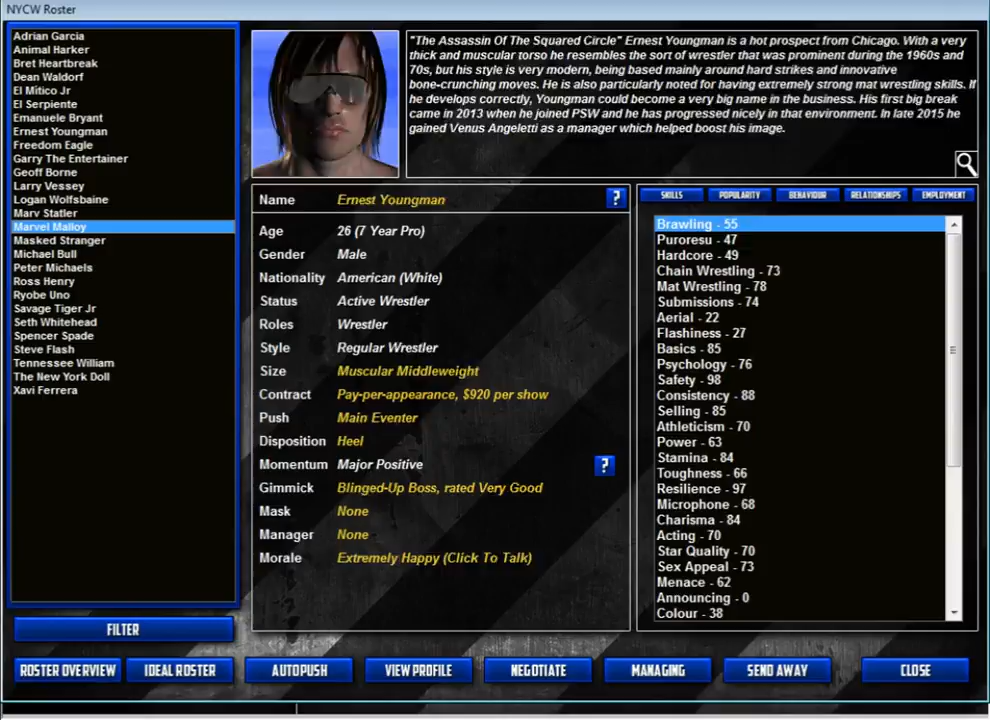 NYCW Roster
Adrian Garcia
Animal Harker
Bret Heartbreak
Dean Waldorf
El Mitico Jr
El Serpiente
Emanuele Bryant
Ernest Youngman
Freedom Eagle
Garry The Entertainer
Geoff Borne
Larry Vessey
Logan Wolfsbaine
Marv Statler
Marvel Malloy
Masked Stranger
Michael Bull
Peter Michaels
Ross Henry
Ryobe Uno
Savage Tiger Jr
Seth Whitehead
Spencer Spade
Steve Flash
Tennessee William
The New York Doll
Xavi Ferrera
FILTER
"The Assassin Of The Squared Circle" Ernest Youngman is a hot prospect from Chicago. With a very
thick and muscular torso he resembles the sort of wrestler that was prominent during the 1960s and
70s, but his style is very modern, being based mainly around hard strikes and innovative
bone-crunching moves. He is also particularly noted for having extremely strong mat wrestling skills. If
he develops correctly, Youngman could become a very big name in the business. His first big break
came in 2013 when he joined PSW and he has progressed nicely in that environment. In late 2015 he
gained Venus Angeletti as a manager which helped boost his image.
Name Ernest Youngman ?
Age 26 (7 Year Pro)
Gender Male
Nationality American (White)
Status Active Wrestler
Roles Wrestler
Style Regular Wrestler
Size Muscular Middleweight
Contract Pay-per-appearance, $920 per show
Push Main Eventer
Disposition Heel
Momentum Major Positive ?
Gimmick Blinged-Up Boss, rated Very Good
Mask None
Manager None
Morale Extremely Happy (Click To Talk)
SKILLS POPULARITY BEHAVIOUR RELATIONSHIPS EMPLOYMENT
Brawling - 55
Puroresu - 47
Hardcore - 49
Chain Wrestling - 73
Mat Wrestling - 78
Submissions - 74
Aerial - 22
Flashiness - 27
Basics - 85
Psychology - 76
Safety - 98
Consistency - 88
Selling - 85
Athleticism - 70
Power - 63
Stamina - 84
Toughness - 66
Resilience - 97
Microphone - 68
Charisma - 84
Acting - 70
Star Quality - 70
Sex Appeal - 73
Menace - 62
Announcing - 0
Colour - 38
ROSTER OVERVIEW IDEAL ROSTER AUTOPUSH VIEW PROFILE NEGOTIATE MANAGING SEND AWAY CLOSE